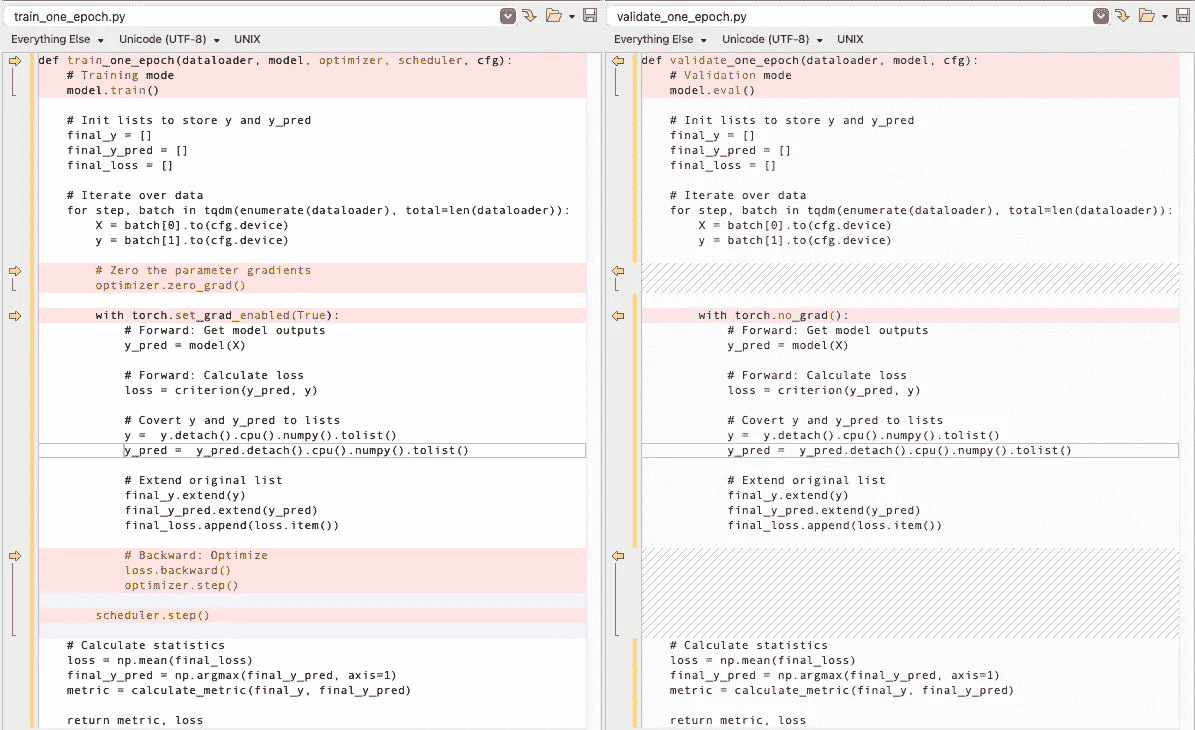 train_one_epoch.py
Everything Else Unicode (UTF-8) UNIX
def train_one_epoch(dataloader, model, optimizer, scheduler, cfg):
    # Training mode
    model.train()

    # Init lists to store y and y_pred
    final_y = []
    final_y_pred = []
    final_loss = []

    # Iterate over data
    for step, batch in tqdm(enumerate(dataloader), total=len(dataloader)):
        X = batch[0].to(cfg.device)
        y = batch[1].to(cfg.device)

        # Zero the parameter gradients
        optimizer.zero_grad()

        with torch.set_grad_enabled(True):
            # Forward: Get model outputs
            y_pred = model(X)

            # Forward: Calculate loss
            loss = criterion(y_pred, y)

            # Covert y and y_pred to lists
            y =  y.detach().cpu().numpy().tolist()
            y_pred =  y_pred.detach().cpu().numpy().tolist()

            # Extend original list
            final_y.extend(y)
            final_y_pred.extend(y_pred)
            final_loss.append(loss.item())

            # Backward: Optimize
            loss.backward()
            optimizer.step()

        scheduler.step()

    # Calculate statistics
    loss = np.mean(final_loss)
    final_y_pred = np.argmax(final_y_pred, axis=1)
    metric = calculate_metric(final_y, final_y_pred)

    return metric, loss
validate_one_epoch.py
Everything Else Unicode (UTF-8) UNIX
def validate_one_epoch(dataloader, model, cfg):
    # Validation mode
    model.eval()

    # Init lists to store y and y_pred
    final_y = []
    final_y_pred = []
    final_loss = []

    # Iterate over data
    for step, batch in tqdm(enumerate(dataloader), total=len(dataloader)):
        X = batch[0].to(cfg.device)
        y = batch[1].to(cfg.device)

        with torch.no_grad():
            # Forward: Get model outputs
            y_pred = model(X)

            # Forward: Calculate loss
            loss = criterion(y_pred, y)

            # Covert y and y_pred to lists
            y =  y.detach().cpu().numpy().tolist()
            y_pred =  y_pred.detach().cpu().numpy().tolist()

            # Extend original list
            final_y.extend(y)
            final_y_pred.extend(y_pred)
            final_loss.append(loss.item())

    # Calculate statistics
    loss = np.mean(final_loss)
    final_y_pred = np.argmax(final_y_pred, axis=1)
    metric = calculate_metric(final_y, final_y_pred)

    return metric, loss